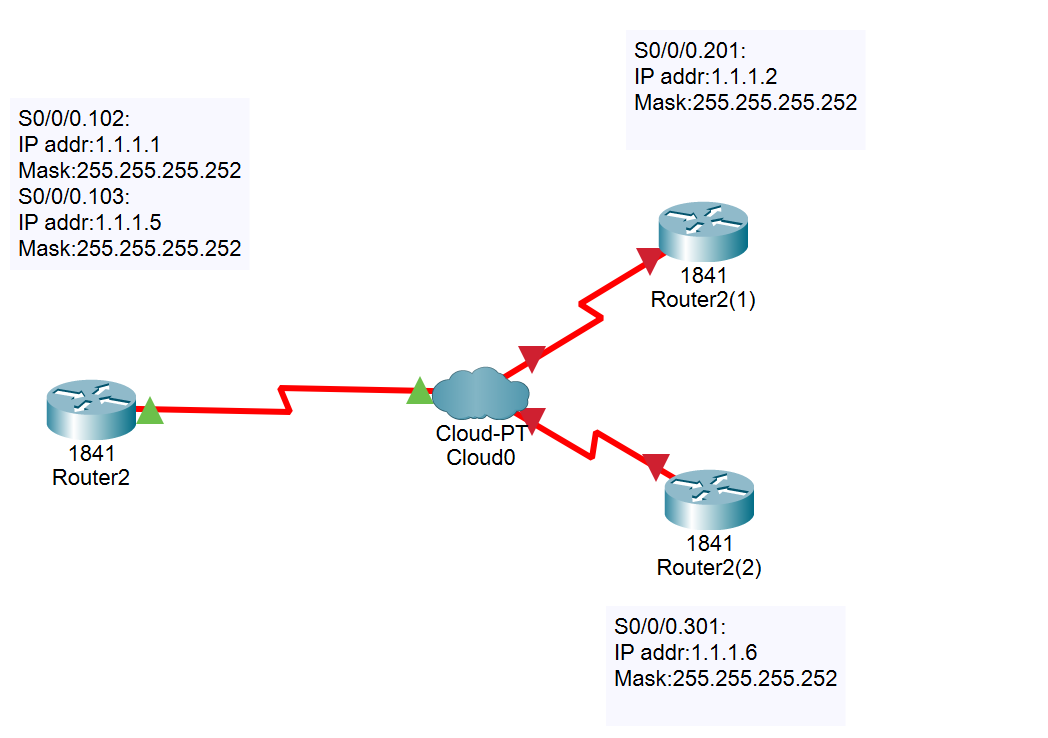 S0/0/0.201:
IP addr:1.1.1.2
Mask:255.255.255.252
S0/0/0.102:
IP addr:1.1.1.1
Mask:255.255.255.252
S0/0/0.103:
IP addr:1.1.1.5
Mask:255.255.255.252
1841
Router2(1)
1841
Router2
Cloud-PT
Cloud0
1841
Router2(2)
S0/0/0.301:
IP addr:1.1.1.6
Mask:255.255.255.252